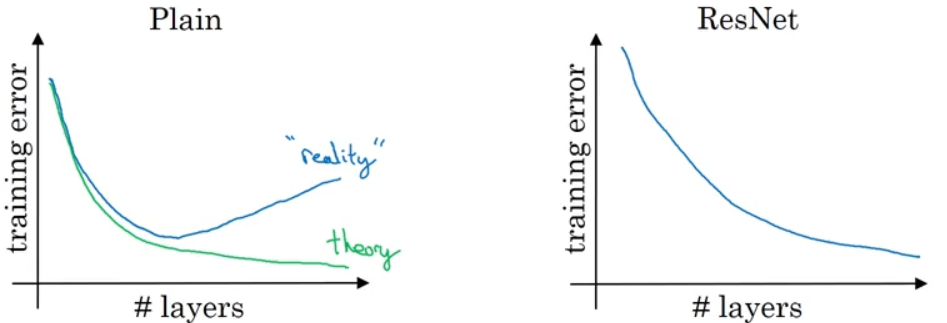 Plain
training error
"reality"
theory
# layers
ResNet
training error
# layers